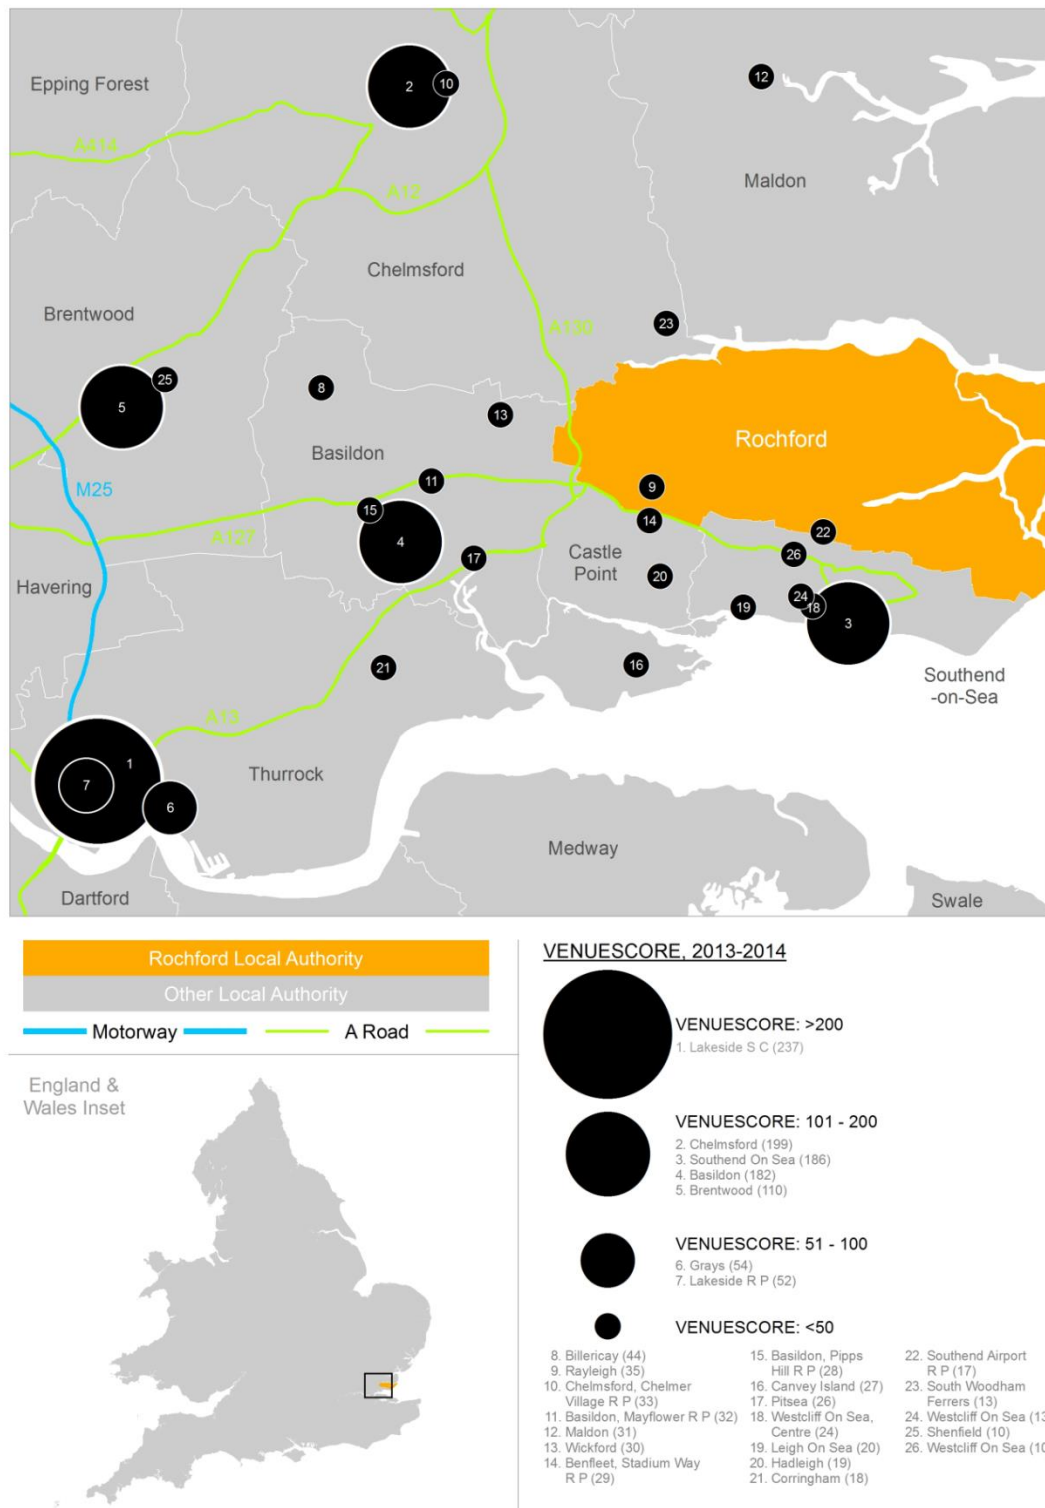 Epping Forest
2
10
12
A414
A12
Maldon
Chelmsford
Brentwood
A130
23
25
8
5
13
Rochford
Basildon
M25
11
9
15
14
22
A127
4
26
17
Castle
Point
Havering
20
24
18
19
3
21
16
Southend
-on-Sea
A13
1
Thurrock
7
6
Medway
Dartford
Swale
Rochford Local Authority
Other Local Authority
Motorway
A Road
England &
Wales Inset
VENUESCORE, 2013-2014
VENUESCORE: >200
1. Lakeside S C (237)
VENUESCORE: 101 - 200
2. Chelmsford (199)
3. Southend On Sea (186)
4. Basildon (182)
5. Brentwood (110)
VENUESCORE: 51 - 100
6. Grays (54)
7. Lakeside R P (52)
VENUESCORE: <50
8. Billericay (44)
9. Rayleigh (35)
10. Chelmsford, Chelmer
Village R P (33)
11. Basildon, Mayflower R P (32)
12. Maldon (31)
13. Wickford (30)
14. Benfleet, Stadium Way
R P (29)
15. Basildon, Pipps
Hill R P (28)
16. Canvey Island (27)
17. Pitsea (26)
18. Westcliff On Sea,
Centre (24)
19. Leigh On Sea (20)
20. Hadleigh (19)
21. Corringham (18)
22. Southend Airport
R P (17)
23. South Woodham
Ferrers (13)
24. Westcliff On Sea (13
25. Shenfield (10)
26. Westcliff On Sea (10